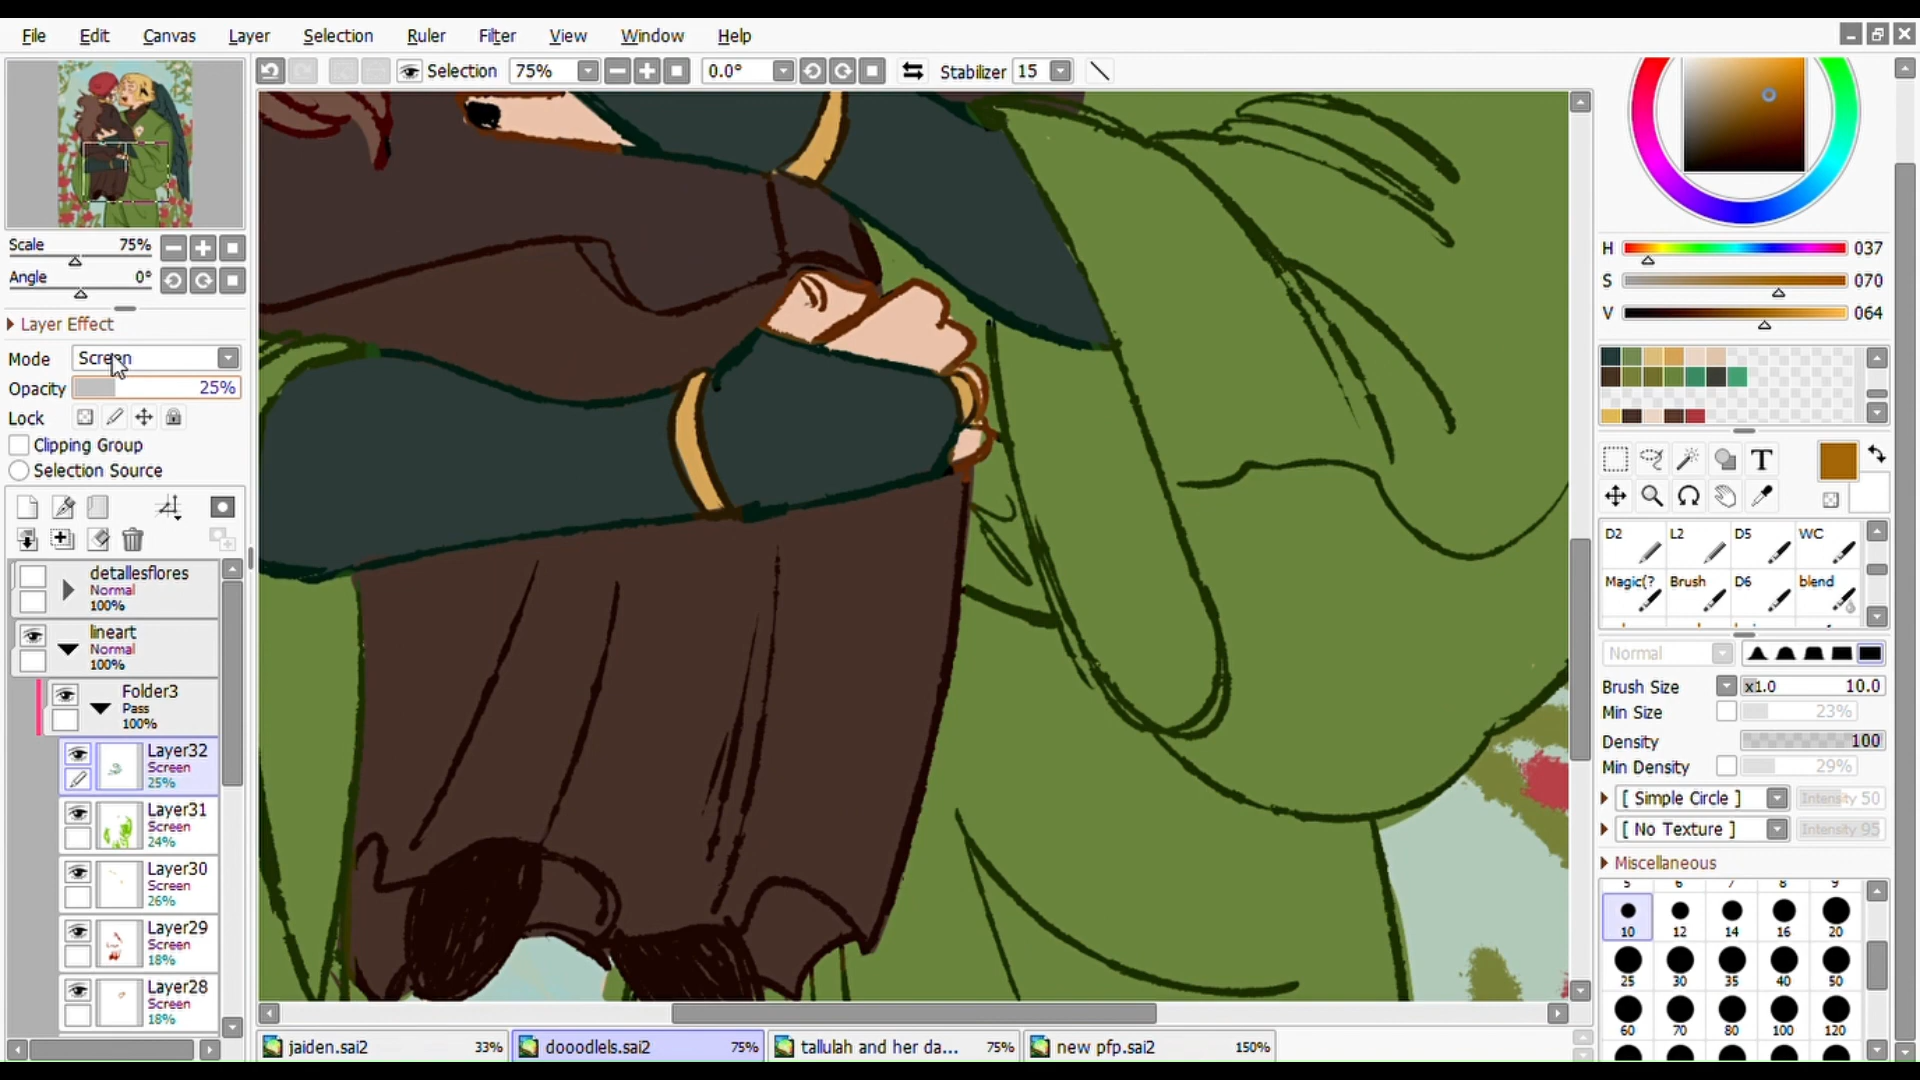 File Edit Canvas Layer Selection Ruler Filter View Window Help
Selection 75% 0.0° Stabilizer 15
Scale 75%
Angle 0°
Layer Effect
Mode Screen
Opacity 25%
Lock
Clipping Group
Selection Source
detallesflores
Normal
100%
lineart
Normal
100%
Folder3
Pass
100%
Layer32
Screen
25%
Layer31
Screen
24%
Layer30
Screen
26%
Layer29
Screen
18%
Layer28
Screen
18%
jaiden.sai2 33% dooodlels.sai2 75% tallulah and her da... 75% new pfp.sai2 150%
H 037
S 070
V 064
T
D2 L2 D5 WC
Magic(? Brush D6 blend
Normal
Brush Size x1.0 10.0
Min Size 23%
Density 100
Min Density 29%
[ Simple Circle ] Intensity 50
[ No Texture ] Intensity 95
Miscellaneous
5 6 7 8 9
10 12 14 16 20
25 30 35 40 50
60 70 80 100 120